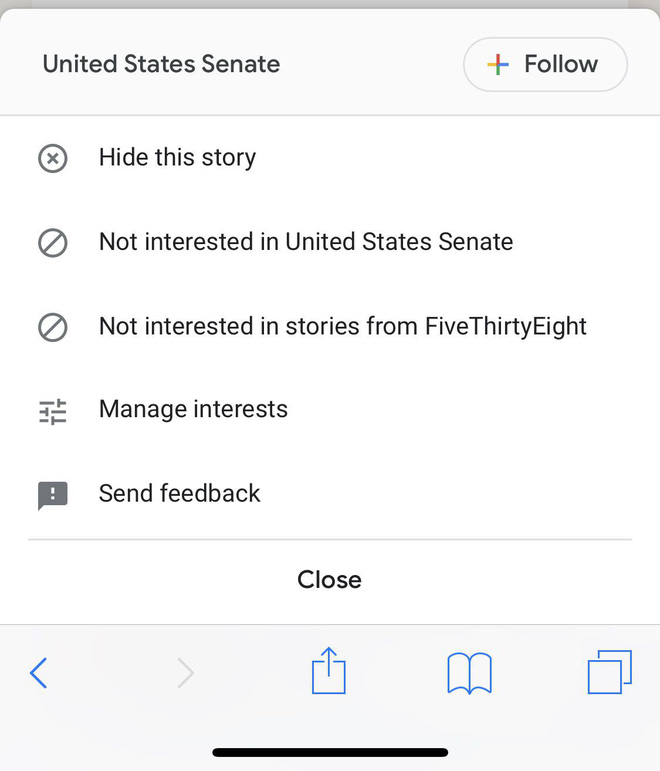 United States Senate
Follow
Hide this story
Not interested in United States Senate
Not interested in stories from FiveThirtyEight
Manage interests
Send feedback
Close